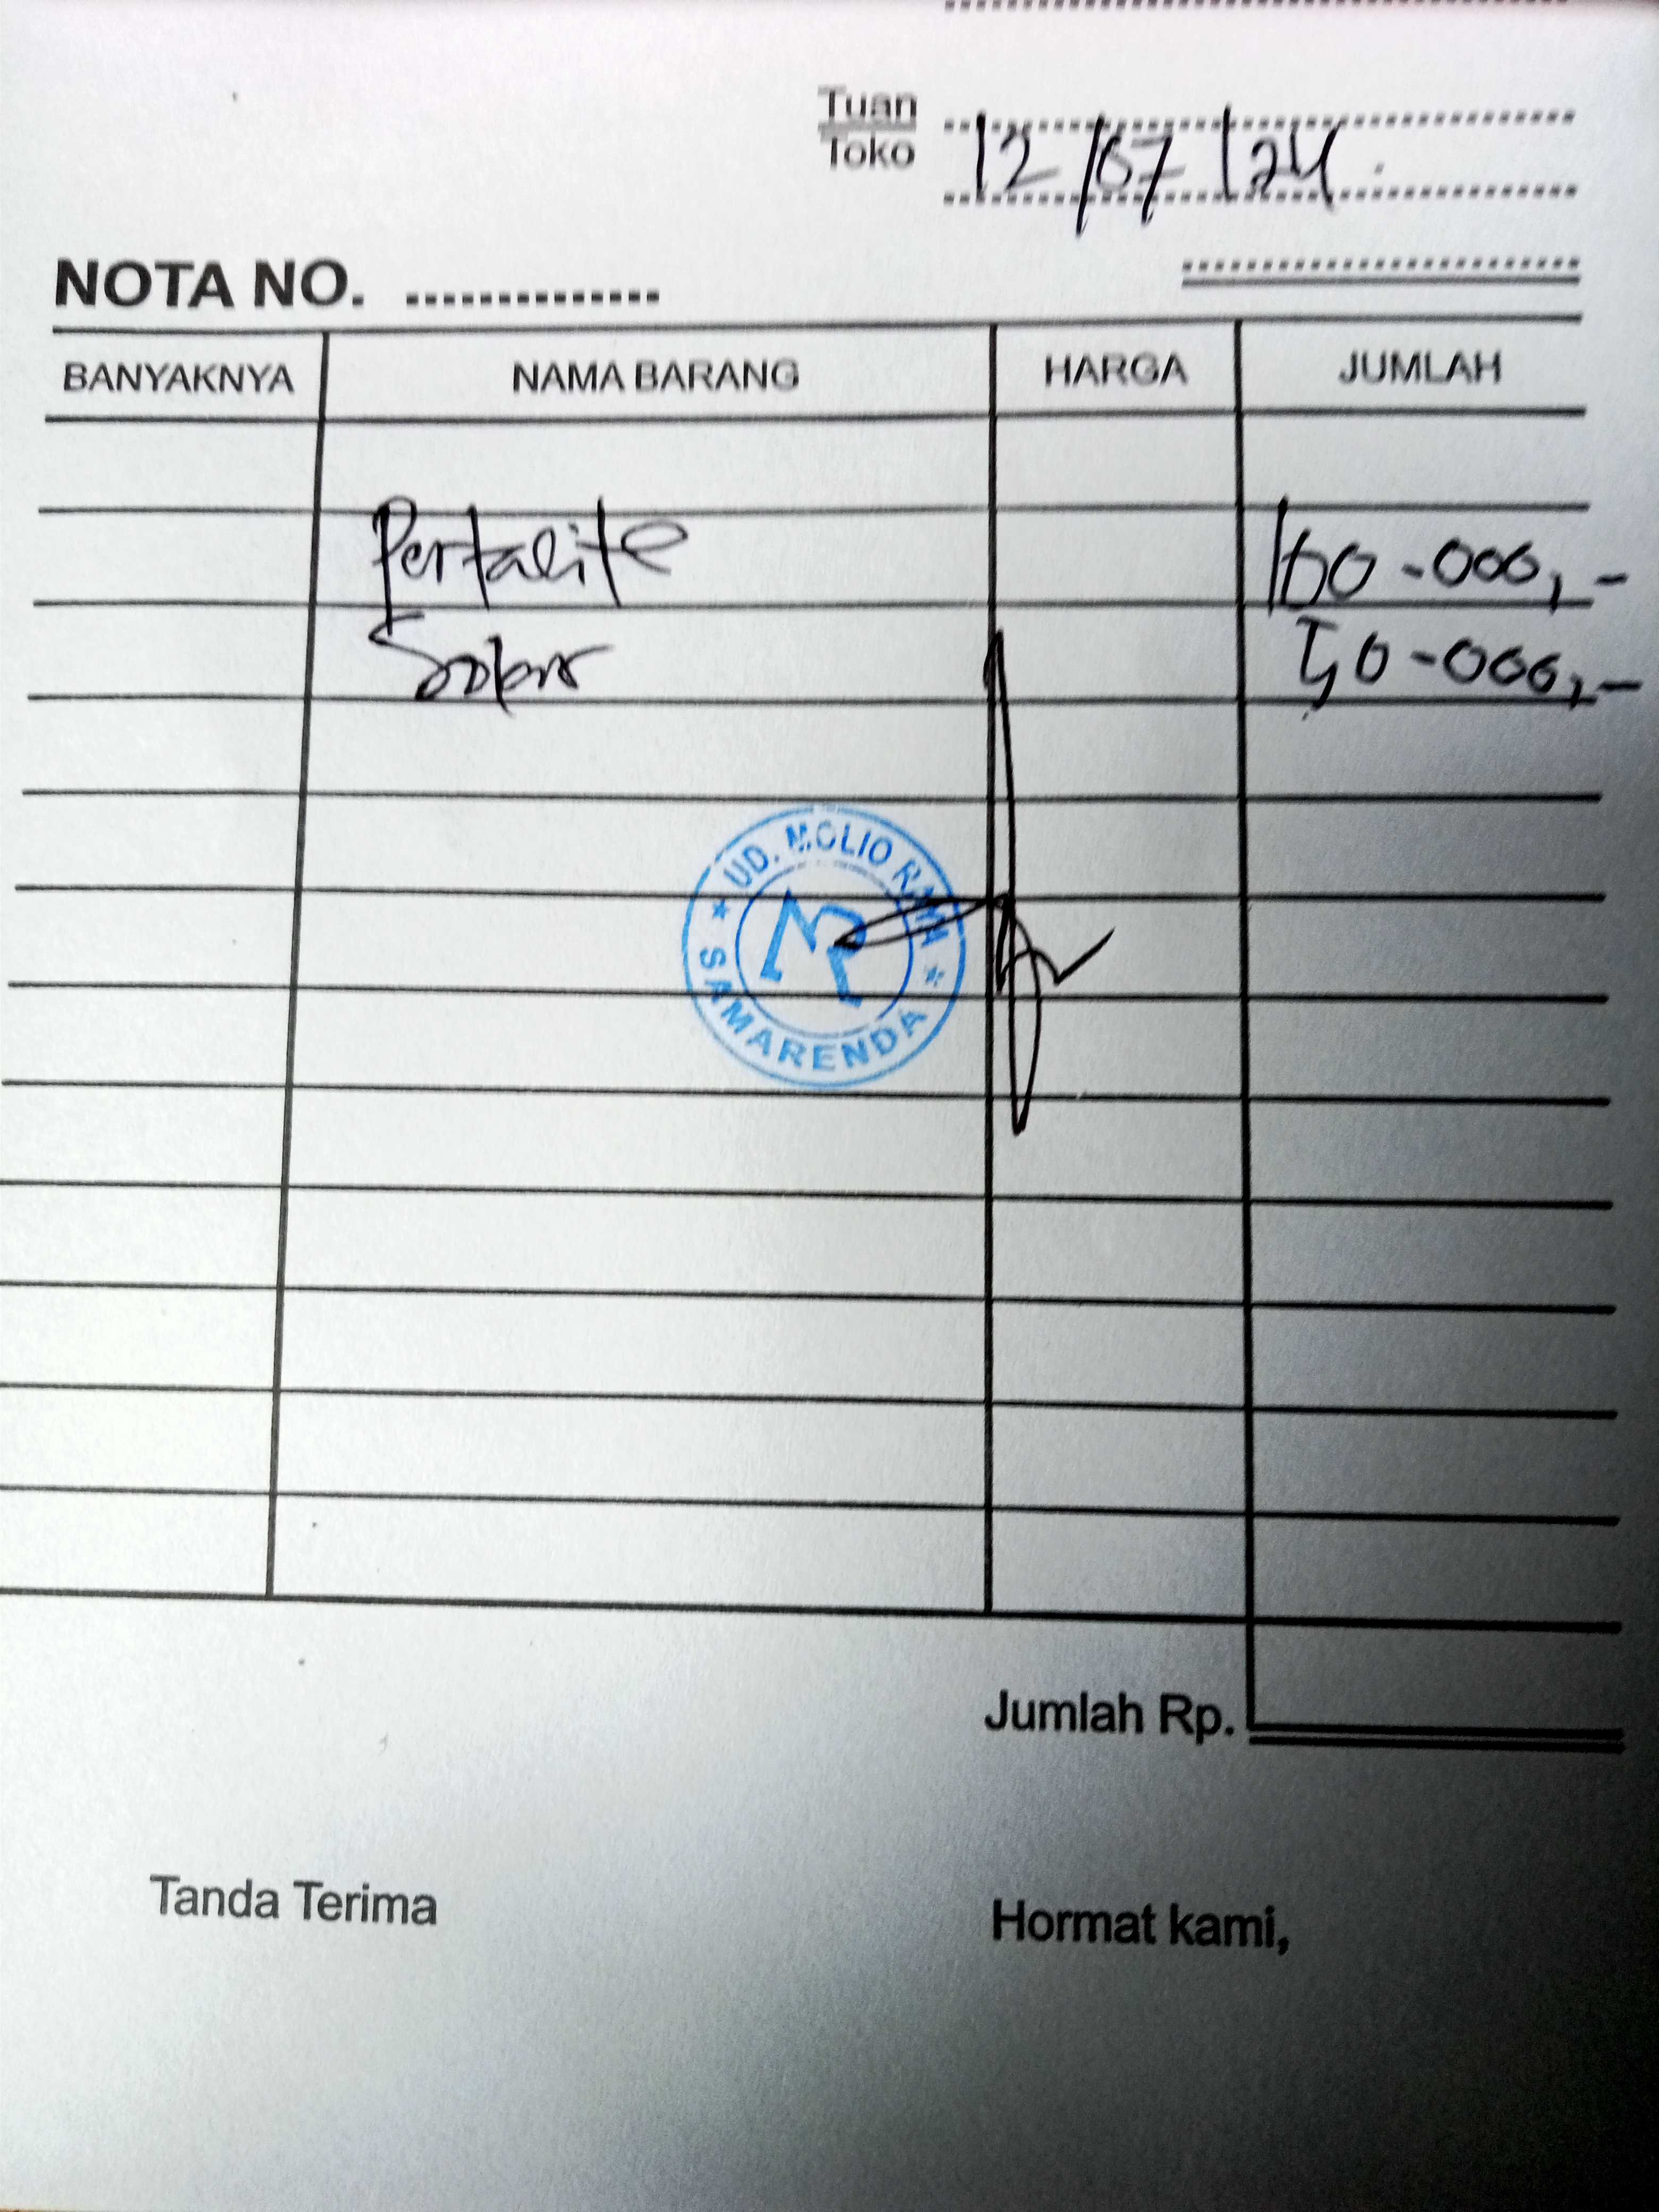 Tuan
Toko
12/07/24
NOTA NO. ..............
BANYAKNYA NAMA BARANG HARGA JUMLAH
Pertalite 100-000,-
Solar 50-000,-
UD. MOLIO RAMA
MR
SAMARENDA
Jumlah Rp.
Tanda Terima Hormat kami,